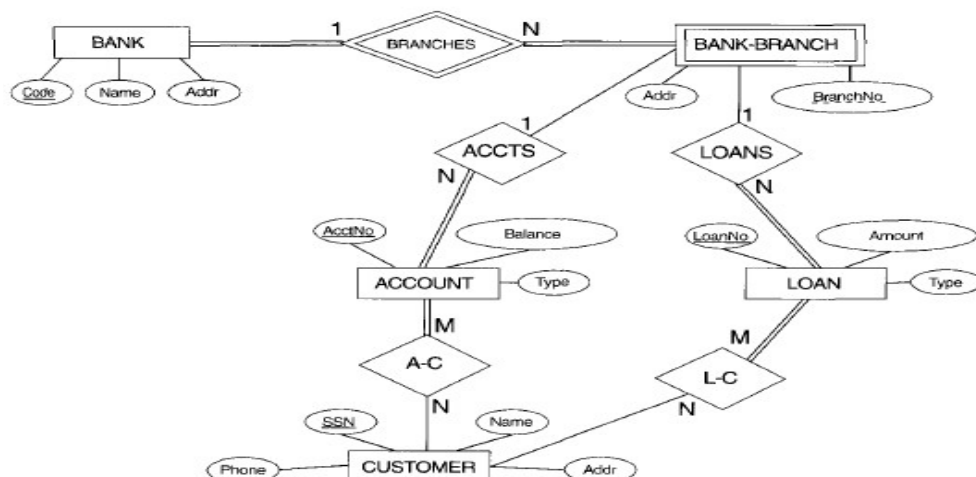 1 N
BANK BRANCHES BANK-BRANCH
Code Name Addr Addr BranchNo
1 1
ACCTS LOANS
N N
AcctNo Balance LoanNo Amount
ACCOUNT Type LOAN Type
M M
A-C L-C
N N
SSN Name
Phone CUSTOMER Addr